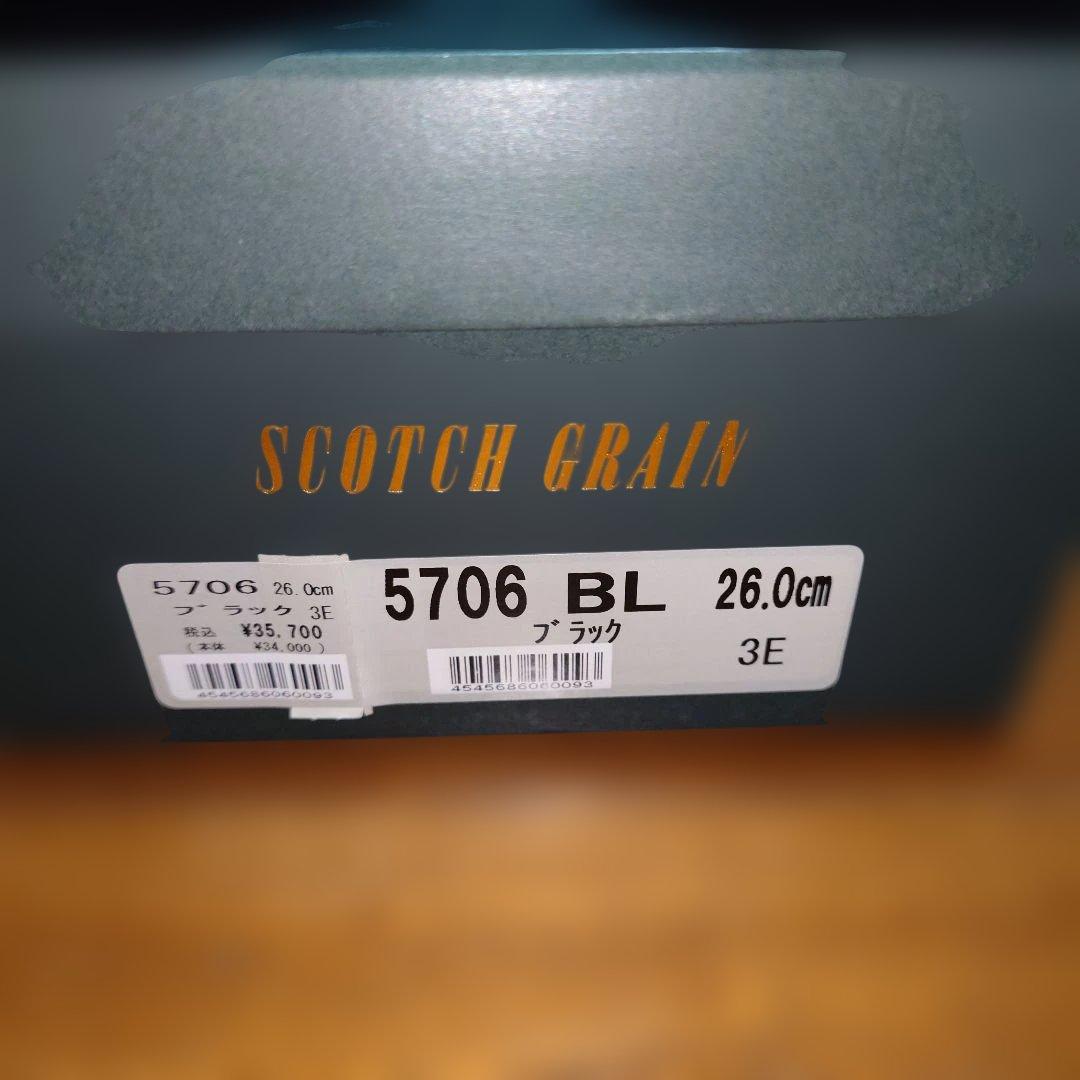 SCOTCH GRAIN
5706 26.0cm
ブラック 3E
税込 ¥35,700
(本体 ¥34,000)
4545686060093
5706 BL 26.0cm
ブラック
3E
4545686060093